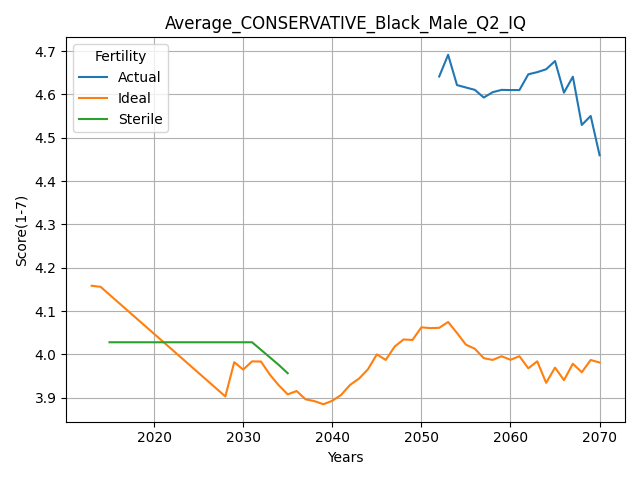 Average_CONSERVATIVE_Black_Male_Q2_IQ
Fertility
Actual
Ideal
Sterile
Score(1-7)
4.7
4.6
4.5
4.4
4.3
4.2
4.1
4.0
3.9
2020 2030 2040 2050 2060 2070
Years